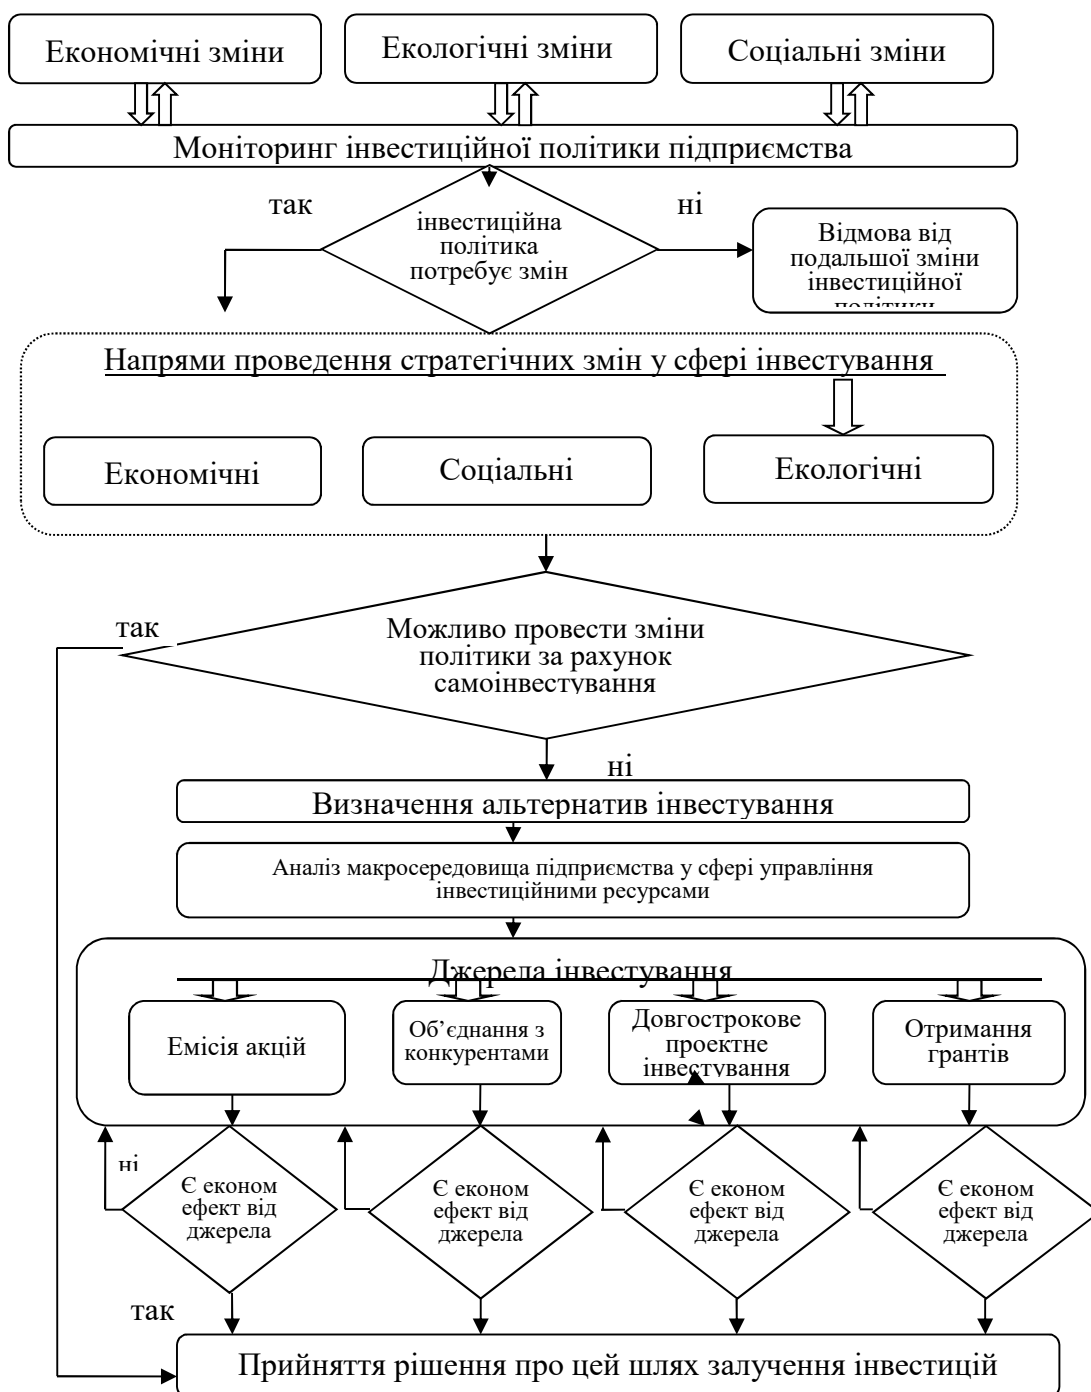 Економічні зміни
Екологічні зміни
Соціальні зміни
Моніторинг інвестиційної політики підприємства
так
ні
інвестиційна
політика
потребує змін
Відмова від
подальшої зміни
інвестиційної
політики
Напрями проведення стратегічних змін у сфері інвестування
Економічні
Соціальні
Екологічні
так
Можливо провести зміни
політики за рахунок
самоінвестування
ні
Визначення альтернатив інвестування
Аналіз макросередовища підприємства у сфері управління
інвестиційними ресурсами
Джерела інвестування
Емісія акцій
Об’єднання з
конкурентами
Довгострокове
проектне
інвестування
Отримання
грантів
ні
Є економ
ефект від
джерела
Є економ
ефект від
джерела
Є економ
ефект від
джерела
Є економ
ефект від
джерела
так
Прийняття рішення про цей шлях залучення інвестицій